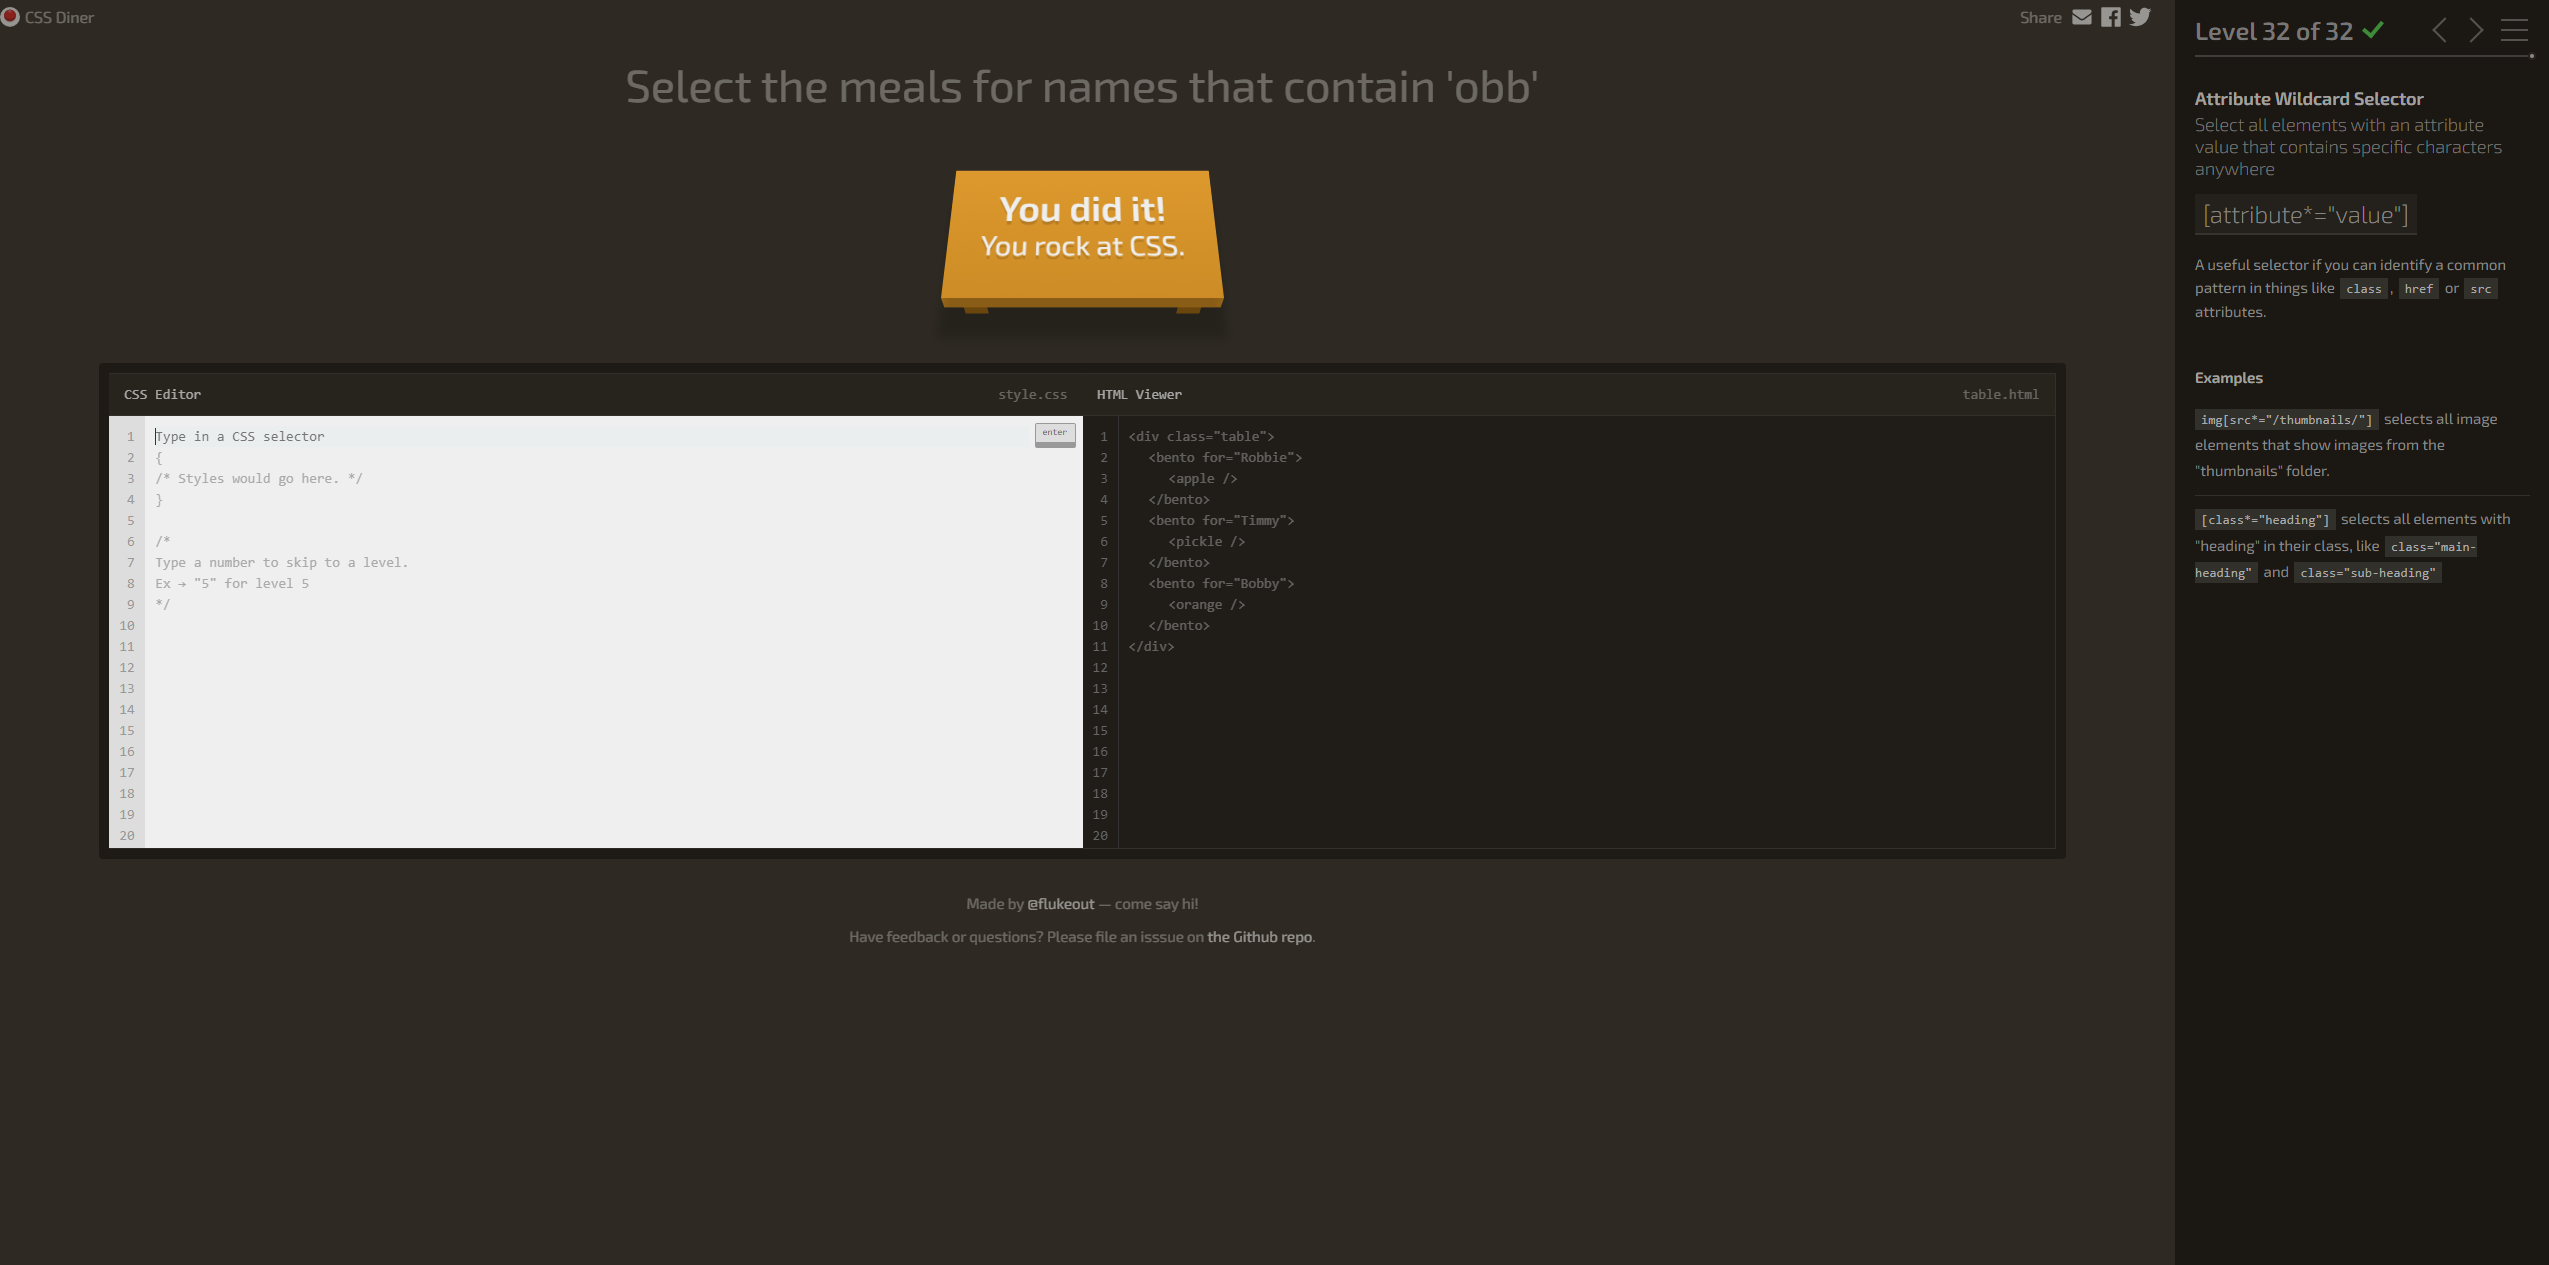 CSS Diner
Share
Select the meals for names that contain 'obb'
You did it!
You rock at CSS.
CSS Editor
style.css
1 Type in a CSS selector
enter
2 {
3 /* Styles would go here. */
4 }
5
6 /*
7 Type a number to skip to a level.
8 Ex → "5" for level 5
9 */
10
11
12
13
14
15
16
17
18
19
20
HTML Viewer
table.html
1 <div class="table">
2 <bento for="Robbie">
3 <apple />
4 </bento>
5 <bento for="Timmy">
6 <pickle />
7 </bento>
8 <bento for="Bobby">
9 <orange />
10 </bento>
11 </div>
12
13
14
15
16
17
18
19
20
Made by @flukeout — come say hi!
Have feedback or questions? Please file an isssue on the Github repo.
Level 32 of 32
Attribute Wildcard Selector
Select all elements with an attribute
value that contains specific characters
anywhere
[attribute*="value"]
A useful selector if you can identify a common
pattern in things like class, href or src
attributes.
Examples
img[src*="/thumbnails/"] selects all image
elements that show images from the
"thumbnails" folder.
[class*="heading"] selects all elements with
"heading" in their class, like class="main-
heading" and class="sub-heading"